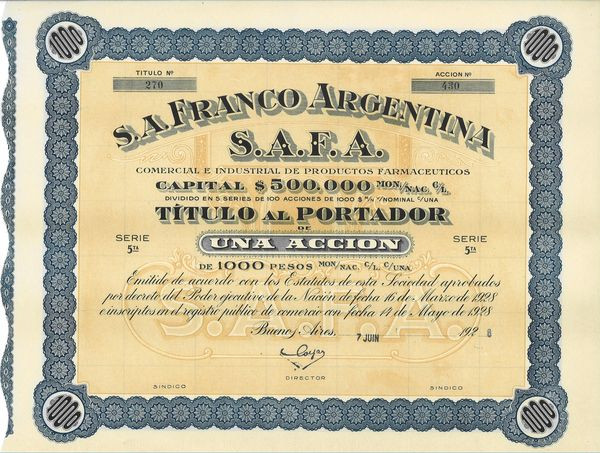 1000
1000
TITULO Nº
270
ACCION Nº
430
S.A. FRANCO ARGENTINA
S.A.F.A.
COMERCIAL E INDUSTRIAL DE PRODUCTOS FARMACEUTICOS
CAPITAL $ 500.000 MON/NAC. C/L.
DIVIDIDO EN 5 SERIES DE 100 ACCIONES DE 1000 $ M/N C/NOMINAL C/UNA
TÍTULO AL PORTADOR
DE
SERIE
5TA
UNA ACCION
SERIE
5TA
DE 1000 PESOS MON/NAC. C/L. C/UNA
Emitido de acuerdo con los Estatutos de esta Sociedad aprobados
por decreto del Poder ejecutivo de la Nación de fecha 16 de Marzo de 1928
e inscriptos en el registro publico de comercio con fecha 14 de Mayo de 1928
S.A.F.A.
Buenos Aires, 7 JUIN 1928
DIRECTOR
SINDICO
SINDICO
1000
1000